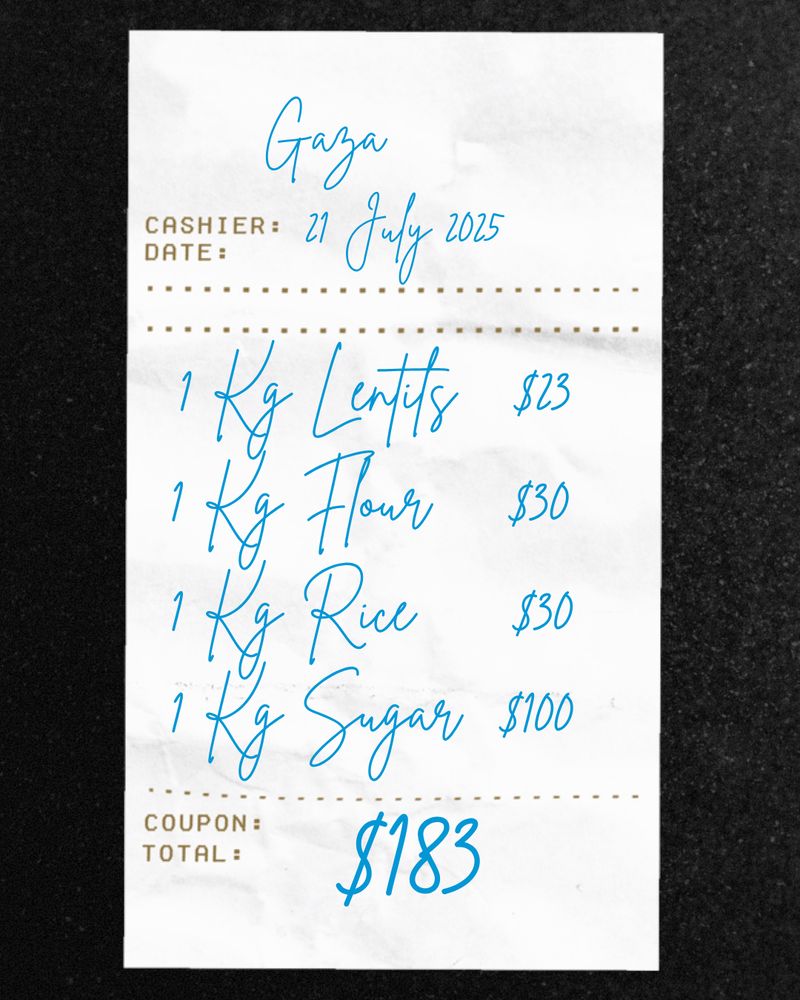 Gaza
CASHIER: 21 July 2025
DATE:
1 Kg Lentils $23
1 Kg Flour $30
1 Kg Rice $30
1 Kg Sugar $100
COUPON:
TOTAL: $183